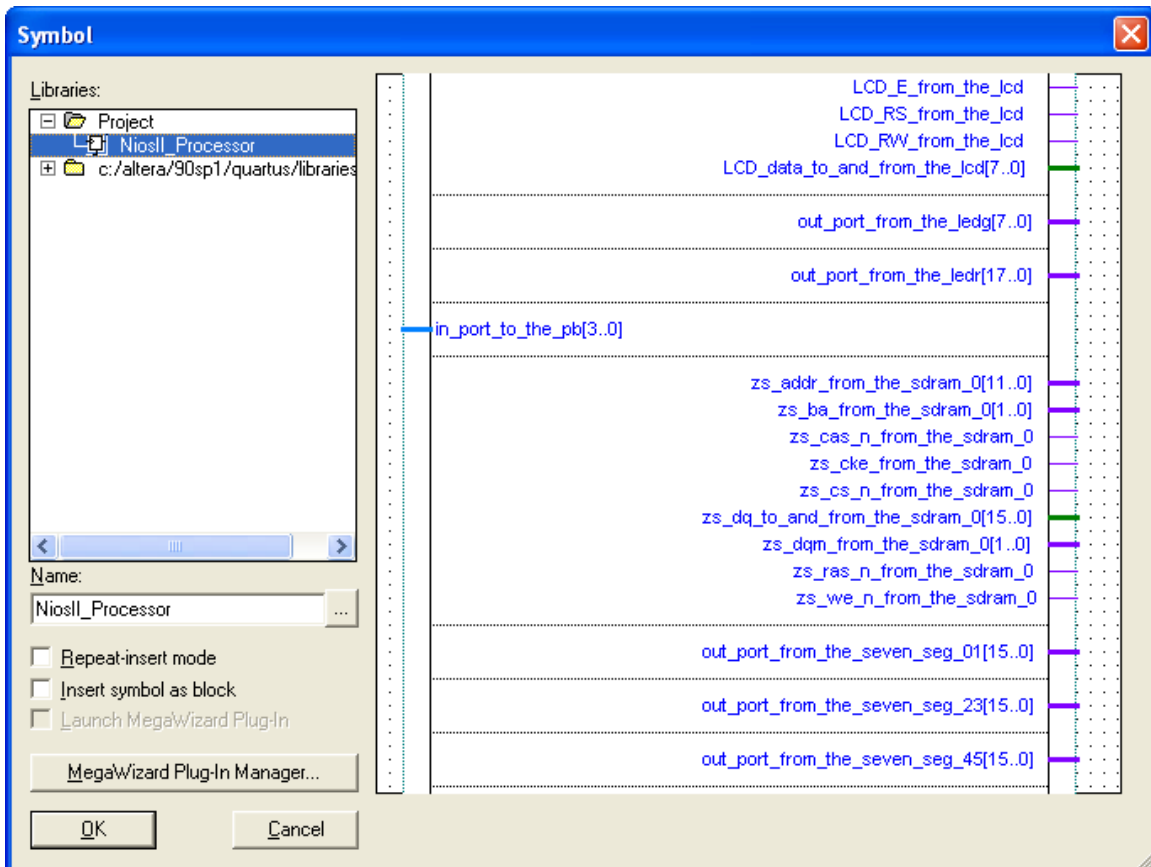 Symbol
Libraries:
Project
NiosII_Processor
c:/altera/90sp1/quartus/libraries
Name:
NiosII_Processor
...
Repeat-insert mode
Insert symbol as block
Launch MegaWizard Plug-In
MegaWizard Plug-In Manager...
OK
Cancel
LCD_E_from_the_lcd
LCD_RS_from_the_lcd
LCD_RW_from_the_lcd
LCD_data_to_and_from_the_lcd[7..0]
out_port_from_the_ledg[7..0]
out_port_from_the_ledr[17..0]
in_port_to_the_pb[3..0]
zs_addr_from_the_sdram_0[11..0]
zs_ba_from_the_sdram_0[1..0]
zs_cas_n_from_the_sdram_0
zs_cke_from_the_sdram_0
zs_cs_n_from_the_sdram_0
zs_dq_to_and_from_the_sdram_0[15..0]
zs_dqm_from_the_sdram_0[1..0]
zs_ras_n_from_the_sdram_0
zs_we_n_from_the_sdram_0
out_port_from_the_seven_seg_01[15..0]
out_port_from_the_seven_seg_23[15..0]
out_port_from_the_seven_seg_45[15..0]